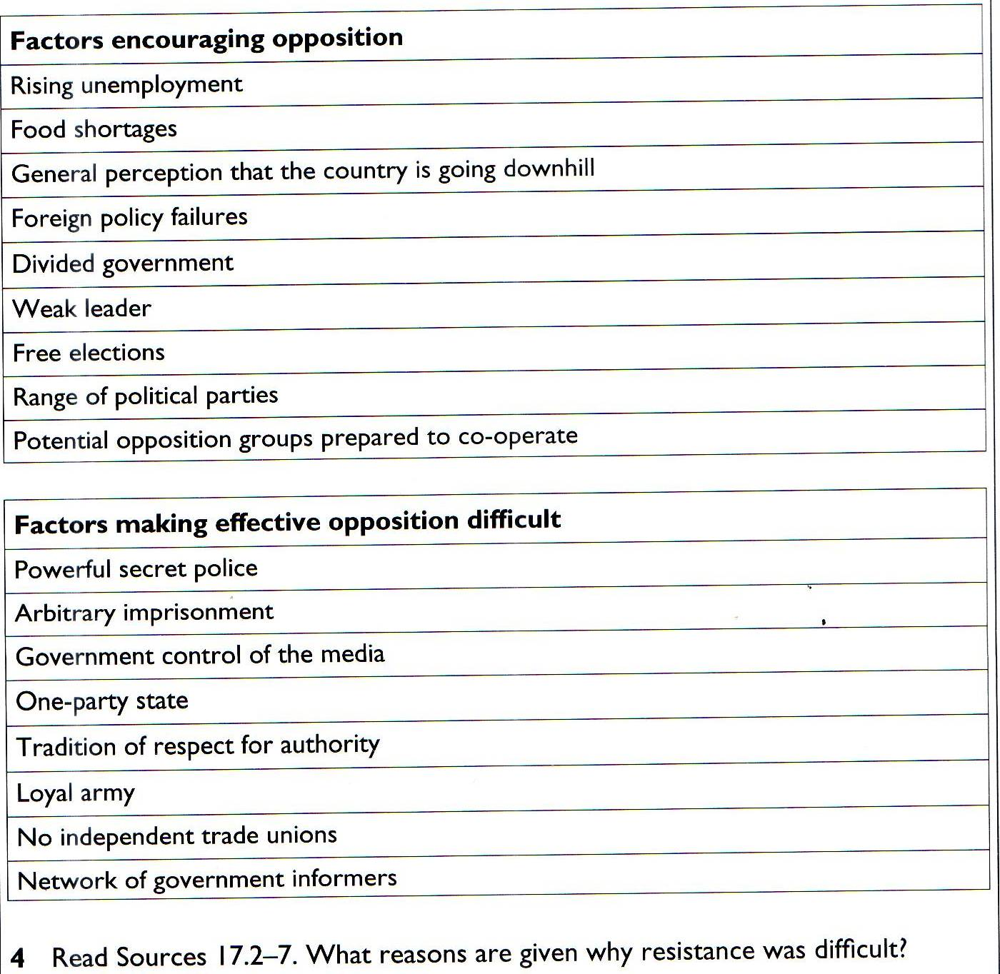 Factors encouraging opposition
Rising unemployment
Food shortages
General perception that the country is going downhill
Foreign policy failures
Divided government
Weak leader
Free elections
Range of political parties
Potential opposition groups prepared to co-operate
Factors making effective opposition difficult
Powerful secret police
Arbitrary imprisonment
Government control of the media
One-party state
Tradition of respect for authority
Loyal army
No independent trade unions
Network of government informers
4 Read Sources 17.2–7. What reasons are given why resistance was difficult?